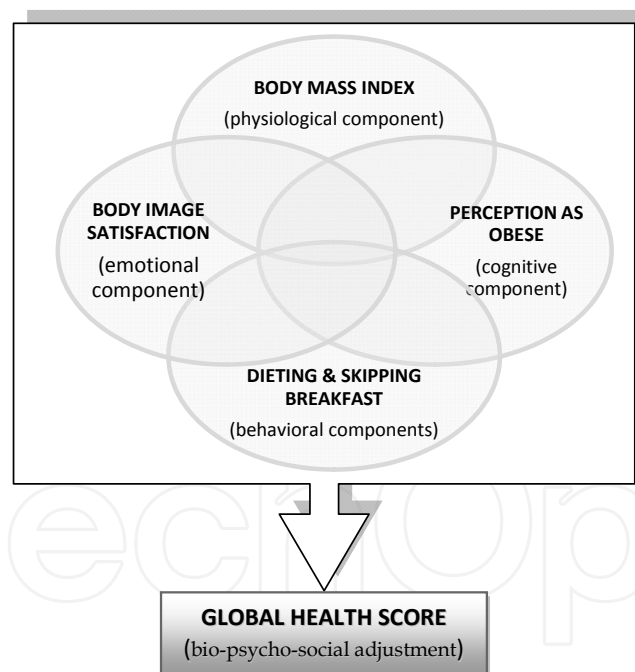 BODY MASS INDEX
(physiological component)
BODY IMAGE
SATISFACTION
(emotional
component)
PERCEPTION AS
OBESE
(cognitive
component)
DIETING & SKIPPING
BREAKFAST
(behavioral components)
echOp
GLOBAL HEALTH SCORE
(bio-psycho-social adjustment)